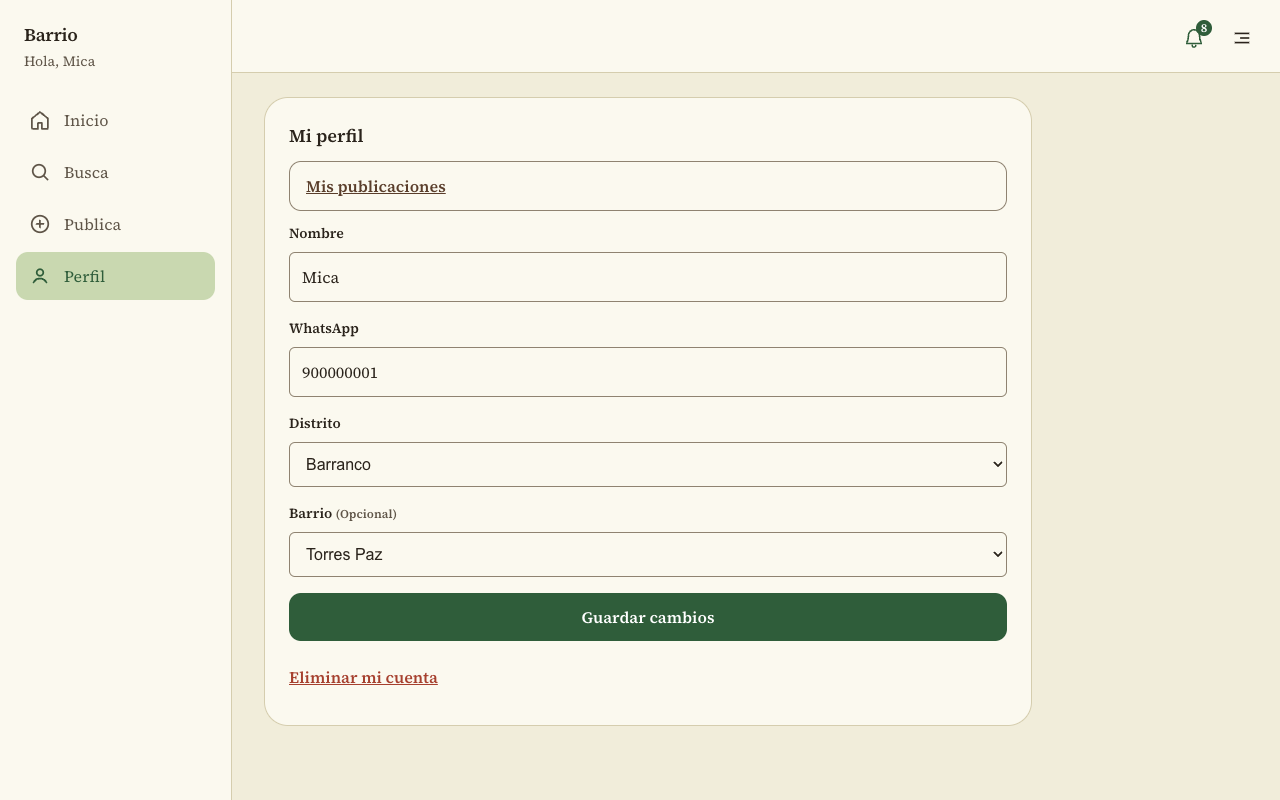 Barrio
Hola, Mica
Inicio
Busca
Publica
Perfil
8
Mi perfil
Mis publicaciones
Nombre
Mica
WhatsApp
900000001
Distrito
Barranco
Barrio (Opcional)
Torres Paz
Guardar cambios
Eliminar mi cuenta